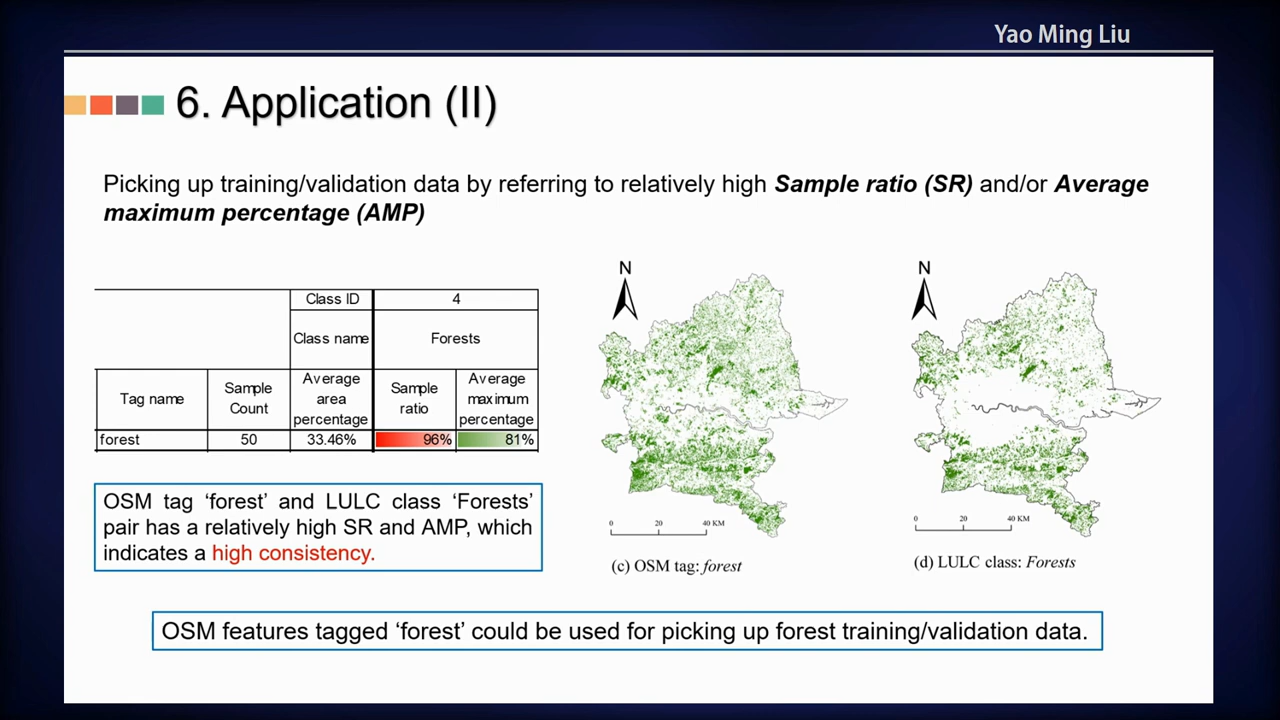 Yao Ming Liu
6. Application (II)
Picking up training/validation data by referring to relatively high Sample ratio (SR) and/or Average
maximum percentage (AMP)
Class ID 4
Class name Forests
Tag name Sample Count Average area percentage Sample ratio Average maximum percentage
forest 50 33.46% 96% 81%
OSM tag ‘forest’ and LULC class ‘Forests’
pair has a relatively high SR and AMP, which
indicates a high consistency.
N
0 20 40 KM
(c) OSM tag: forest
N
0 20 40 KM
(d) LULC class: Forests
OSM features tagged ‘forest’ could be used for picking up forest training/validation data.